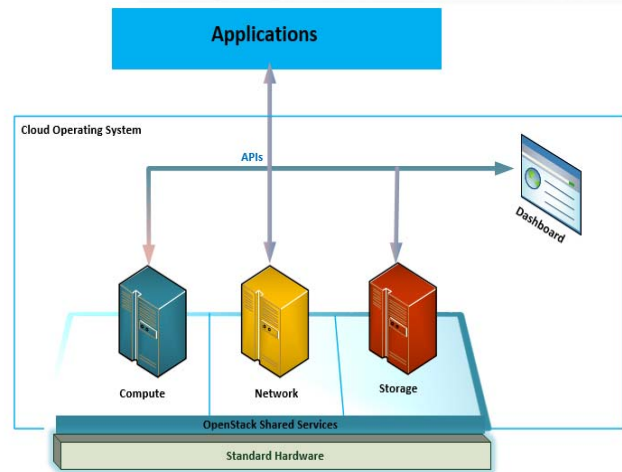 Applications
Cloud Operating System
APIs
Dashboard
Compute
Network
Storage
OpenStack Shared Services
Standard Hardware